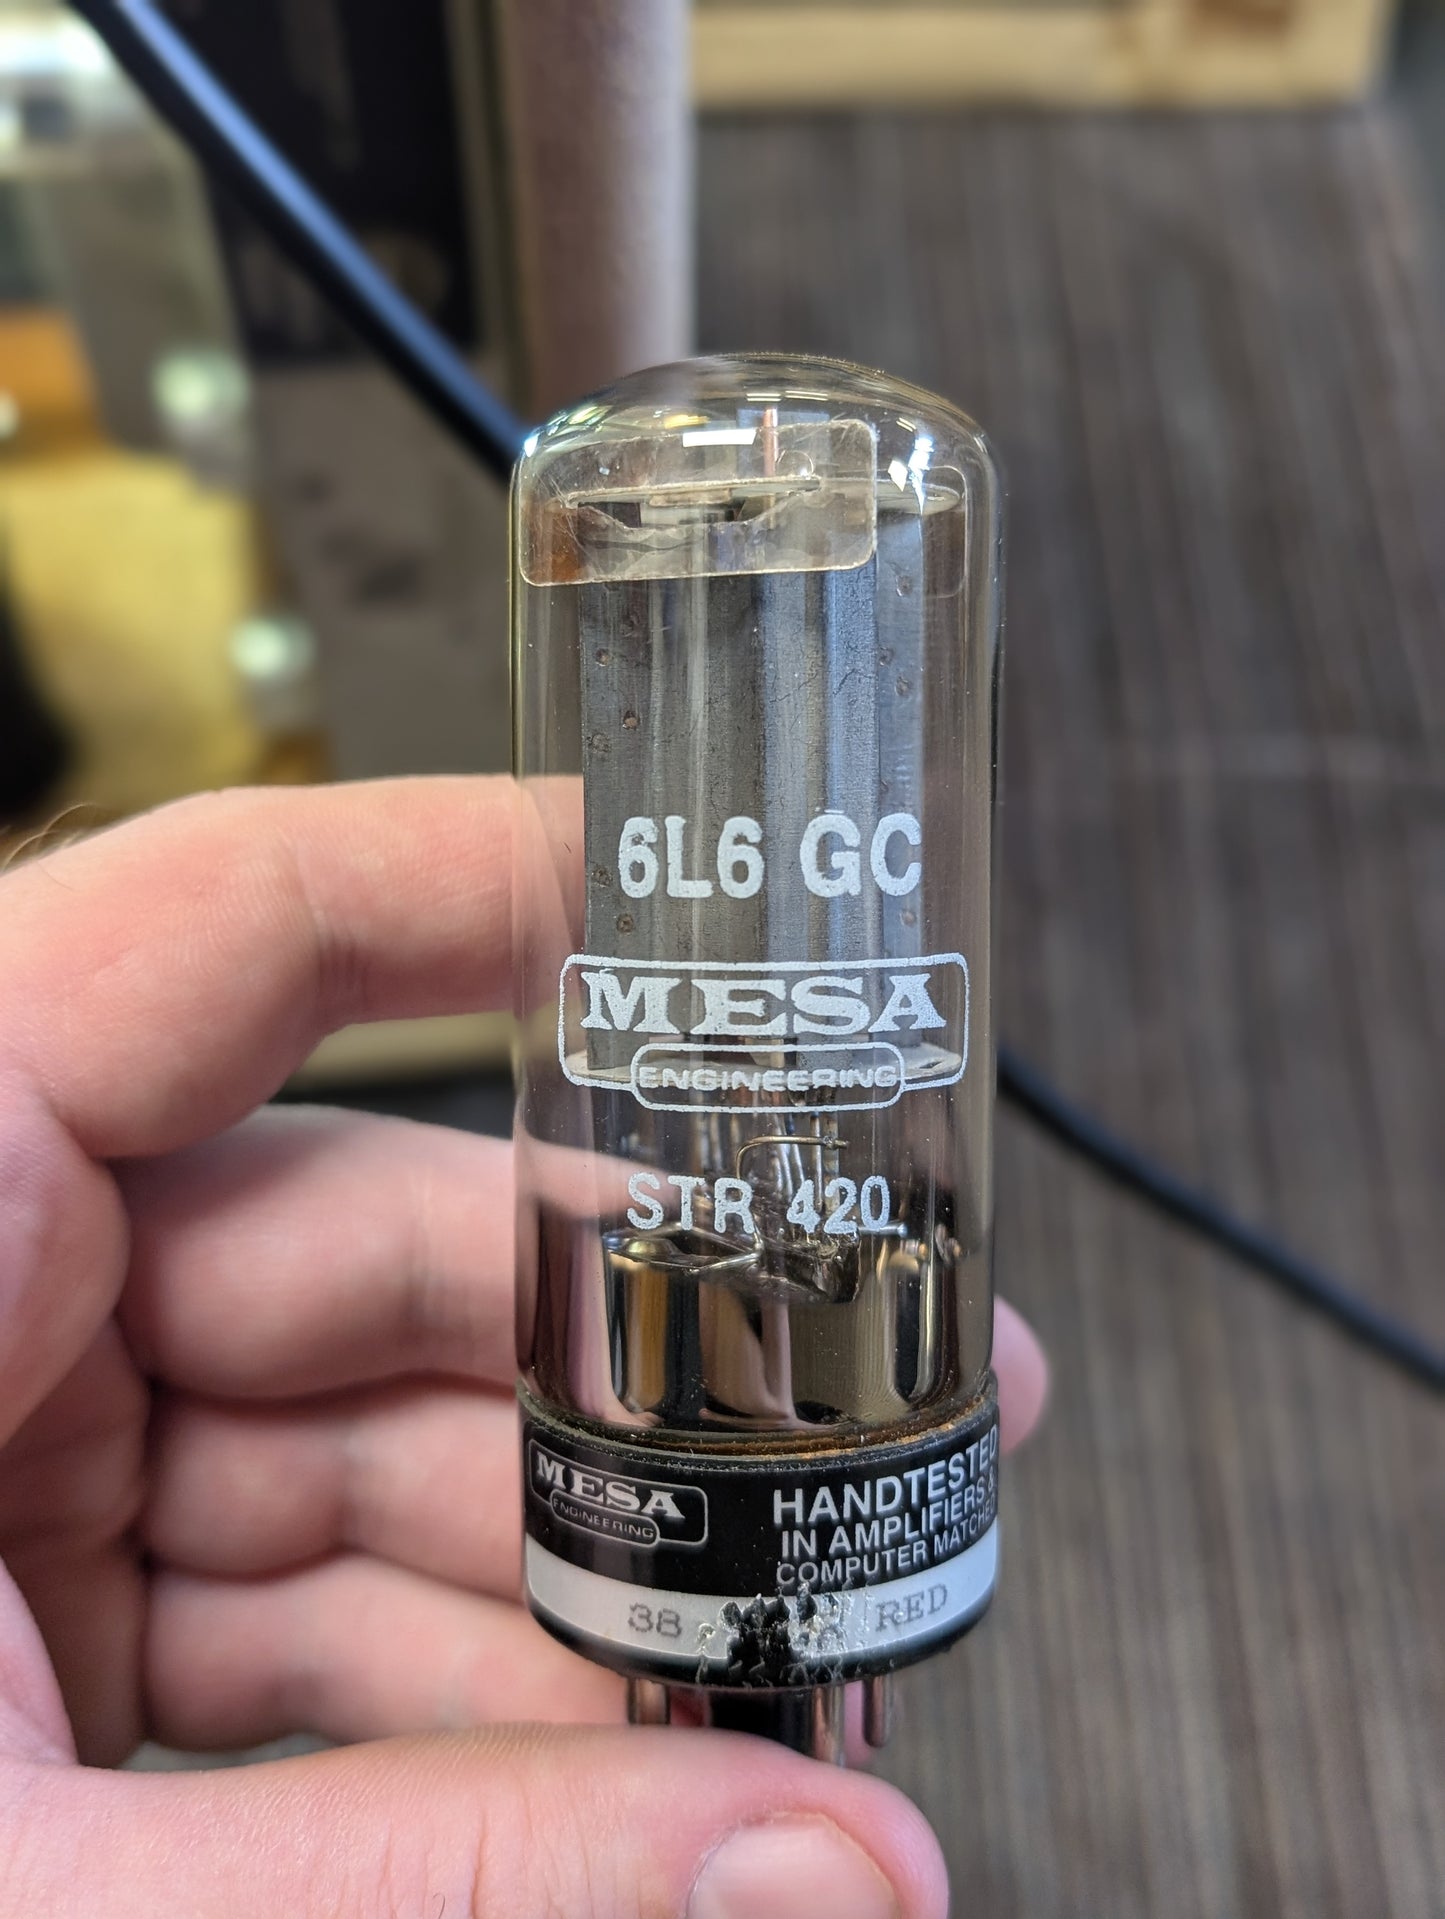 6L6 GC
MESA
ENGINEERING
STR 420
MESA
ENGINEERING
HANDTESTED
IN AMPLIFIERS &
COMPUTER MATCHED
38 RED